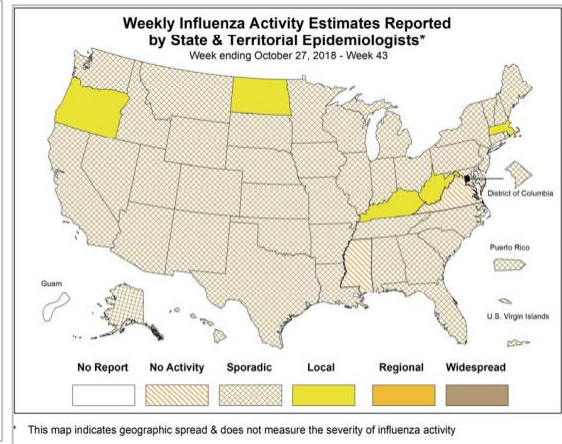 Weekly Influenza Activity Estimates Reported
by State & Territorial Epidemiologists*
Week ending October 27, 2018 - Week 43
District of Columbia
Puerto Rico
Guam
U.S. Virgin Islands
No Report No Activity Sporadic Local Regional Widespread
* This map indicates geographic spread & does not measure the severity of influenza activity